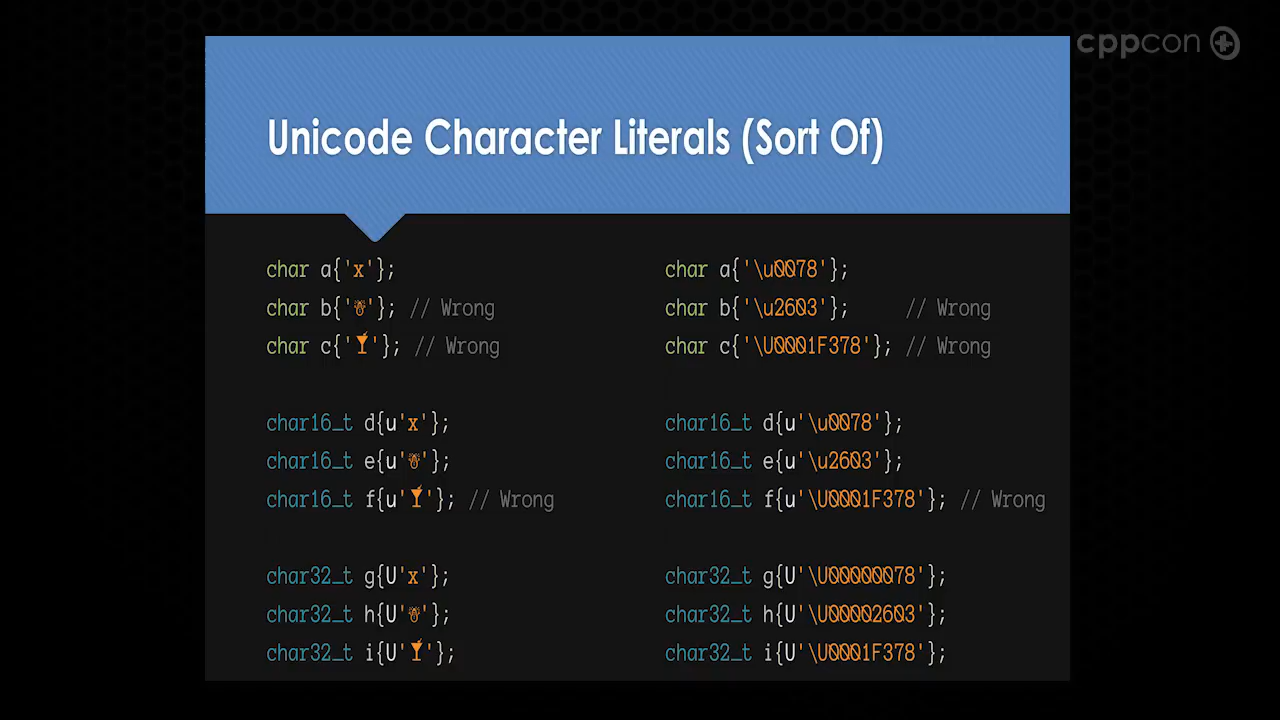 cppcon
Unicode Character Literals (Sort Of)
char a{'x'};
char b{'☃'}; // Wrong
char c{'🍸'}; // Wrong
char16_t d{u'x'};
char16_t e{u'☃'};
char16_t f{u'🍸'}; // Wrong
char32_t g{U'x'};
char32_t h{U'☃'};
char32_t i{U'🍸'};
char a{'\u0078'};
char b{'\u2603'}; // Wrong
char c{'\U0001F378'}; // Wrong
char16_t d{u'\u0078'};
char16_t e{u'\u2603'};
char16_t f{u'\U0001F378'}; // Wrong
char32_t g{U'\U00000078'};
char32_t h{U'\U00002603'};
char32_t i{U'\U0001F378'};